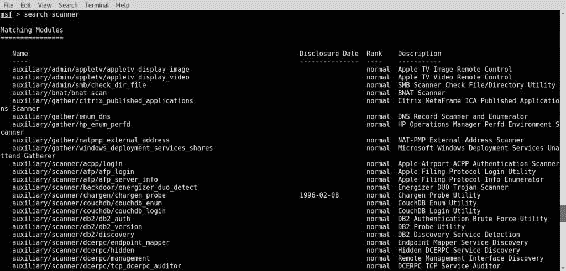 File Edit View Search Terminal Help
msf > search scanner
Matching Modules
================
Name Disclosure Date Rank Description
---- --------------- ---- -----------
auxiliary/admin/appletv/appletv_display_image normal Apple TV Image Remote Control
auxiliary/admin/appletv/appletv_display_video normal Apple TV Video Remote Control
auxiliary/admin/smb/check_dir_file normal SMB Scanner Check File/Directory Utility
auxiliary/bnat/bnat_scan normal BNAT Scanner
auxiliary/gather/citrix_published_applications normal Citrix MetaFrame ICA Published Applicatio
ns Scanner
auxiliary/gather/enum_dns normal DNS Record Scanner and Enumerator
auxiliary/gather/hp_enum_perfd normal HP Operations Manager Perfd Environment S
canner
auxiliary/gather/natpmp_external_address normal NAT-PMP External Address Scanner
auxiliary/gather/windows_deployment_services_shares normal Microsoft Windows Deployment Services Una
ttend Gatherer
auxiliary/scanner/acpp/login normal Apple Airport ACPP Authentication Scanner
auxiliary/scanner/afp/afp_login normal Apple Filing Protocol Login Utility
auxiliary/scanner/afp/afp_server_info normal Apple Filing Protocol Info Enumerator
auxiliary/scanner/backdoor/energizer_duo_detect normal Energizer DUO Trojan Scanner
auxiliary/scanner/chargen/chargen_probe 1996-02-08 normal Chargen Probe Utility
auxiliary/scanner/couchdb/couchdb_enum normal CouchDB Enum Utility
auxiliary/scanner/couchdb/couchdb_login normal CouchDB Login Utility
auxiliary/scanner/db2/db2_auth normal DB2 Authentication Brute Force Utility
auxiliary/scanner/db2/db2_version normal DB2 Probe Utility
auxiliary/scanner/db2/discovery normal DB2 Discovery Service Detection
auxiliary/scanner/dcerpc/endpoint_mapper normal Endpoint Mapper Service Discovery
auxiliary/scanner/dcerpc/hidden normal Hidden DCERPC Service Discovery
auxiliary/scanner/dcerpc/management normal Remote Management Interface Discovery
auxiliary/scanner/dcerpc/tcp_dcerpc_auditor normal DCERPC TCP Service Auditor